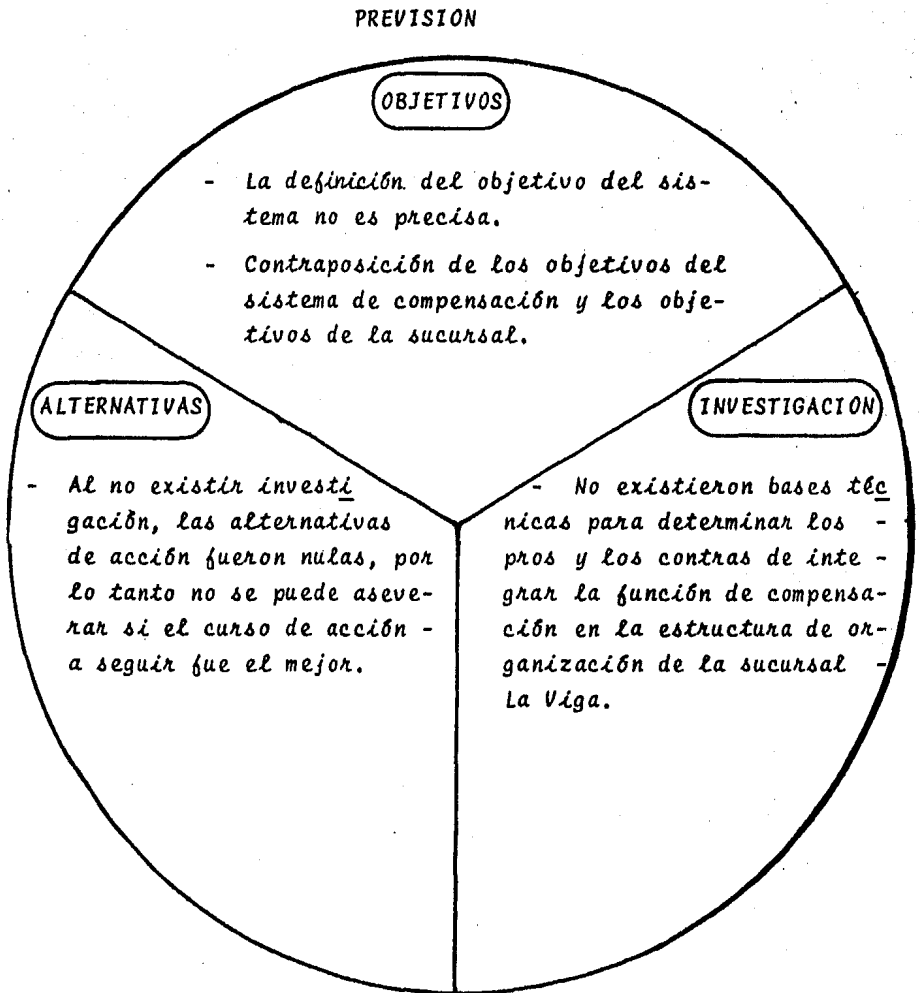 PREVISION
OBJETIVOS
- La definición del objetivo del sis-
tema no es precisa.
- Contraposición de los objetivos del
sistema de compensación y los obje-
tivos de la sucursal.
ALTERNATIVAS
- Al no existir investi
gación, las alternativas
de acción fueron nulas, por
lo tanto no se puede aseve-
rar si el curso de acción -
a seguir fue el mejor.
INVESTIGACION
- No existieron bases téc
nicas para determinar los -
pros y los contras de inte -
grar la función de compensa-
ción en la estructura de or-
ganización de la sucursal -
La Viga.